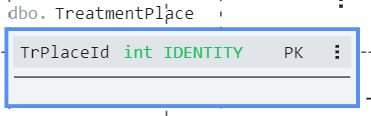 dbo. TreatmentPlace
TrPlaceId int IDENTITY PK